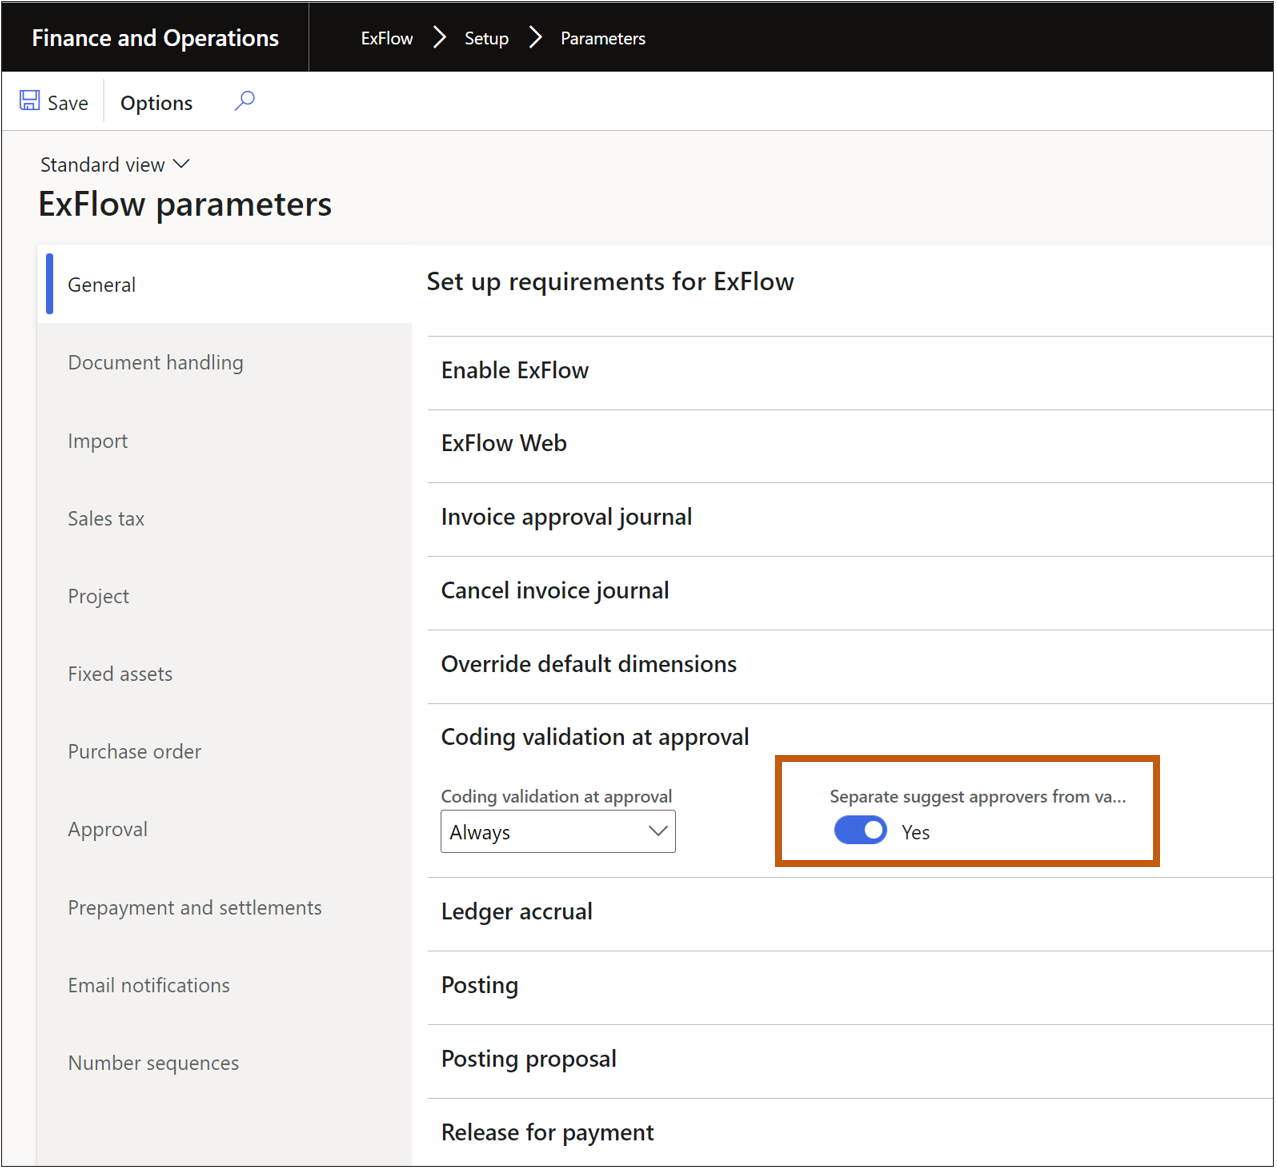 Finance and Operations
ExFlow
Setup
Parameters
Save
Options
Standard view
ExFlow parameters
General
Document handling
Import
Sales tax
Project
Fixed assets
Purchase order
Approval
Prepayment and settlements
Email notifications
Number sequences
Set up requirements for ExFlow
Enable ExFlow
ExFlow Web
Invoice approval journal
Cancel invoice journal
Override default dimensions
Coding validation at approval
Coding validation at approval
Always
Separate suggest approvers from va...
Yes
Ledger accrual
Posting
Posting proposal
Release for payment